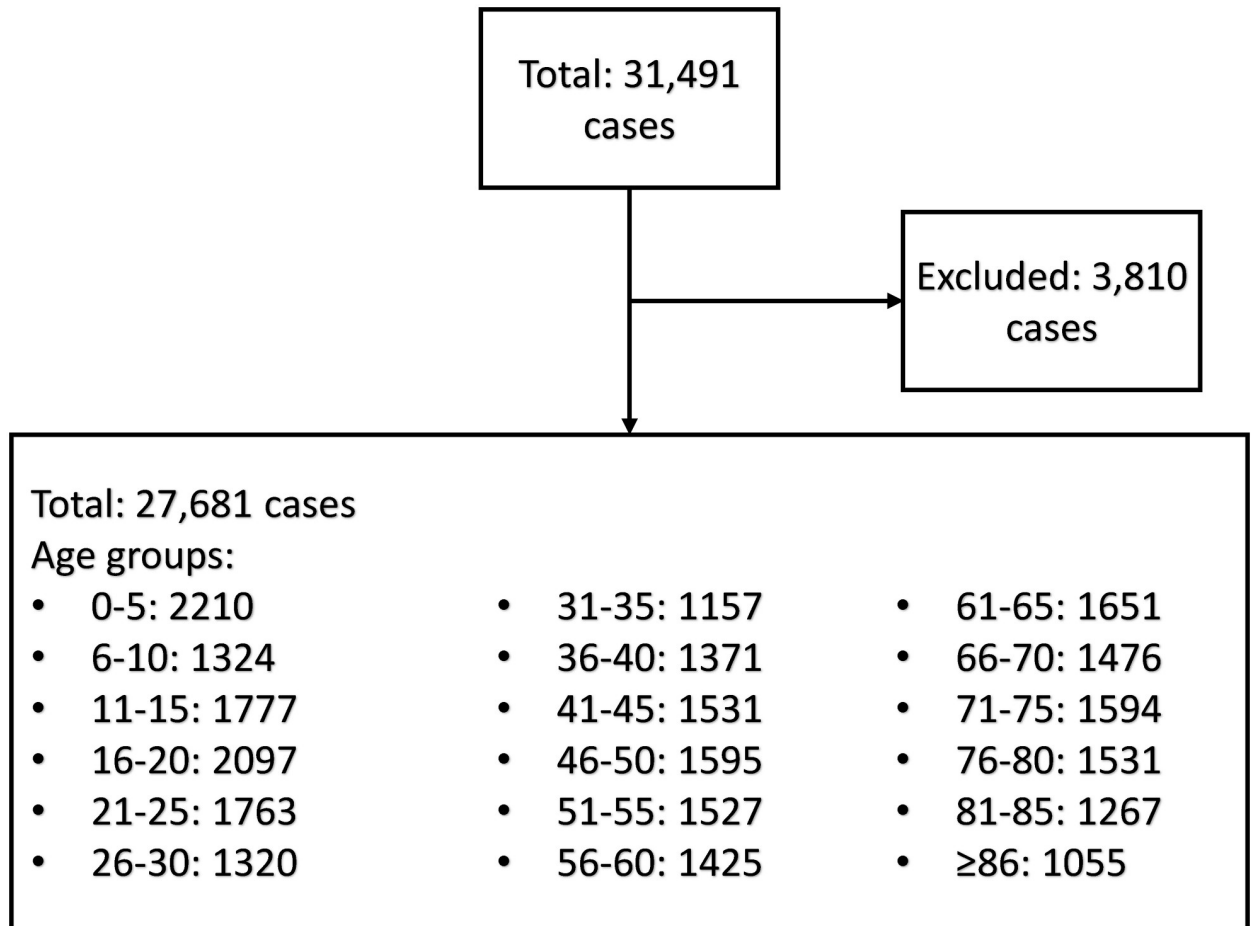 Total: 31,491
cases
Excluded: 3,810
cases
Total: 27,681 cases
Age groups:
• 0-5: 2210
• 6-10: 1324
• 11-15: 1777
• 16-20: 2097
• 21-25: 1763
• 26-30: 1320
• 31-35: 1157
• 36-40: 1371
• 41-45: 1531
• 46-50: 1595
• 51-55: 1527
• 56-60: 1425
• 61-65: 1651
• 66-70: 1476
• 71-75: 1594
• 76-80: 1531
• 81-85: 1267
• ≥86: 1055